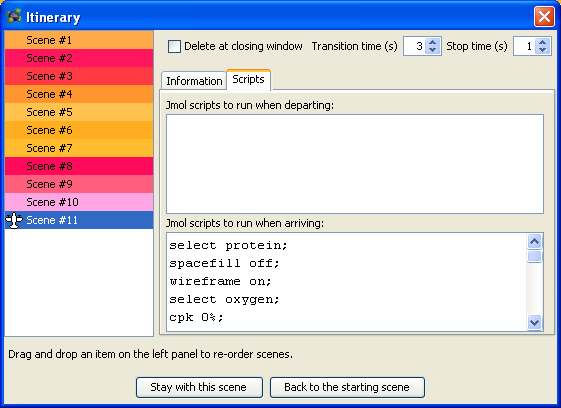 Itinerary
Scene #1
Scene #2
Scene #3
Scene #4
Scene #5
Scene #6
Scene #7
Scene #8
Scene #9
Scene #10
Scene #11
Delete at closing window Transition time (s) 3 Stop time (s) 1
Information Scripts
Jmol scripts to run when departing:
Jmol scripts to run when arriving:
select protein;
spacefill off;
wireframe on;
select oxygen;
cpk 0%;
Drag and drop an item on the left panel to re-order scenes.
Stay with this scene Back to the starting scene